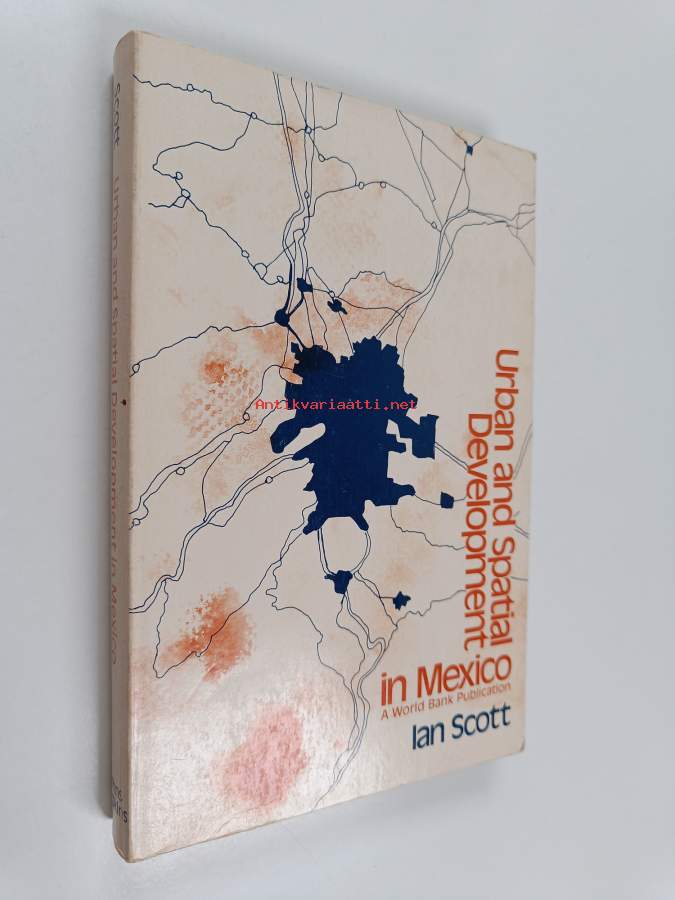 Urban and Spatial
Development
in Mexico
A World Bank Publication
Ian Scott
Scott Urban and Spatial Development in Mexico
Antikvariaatti.net